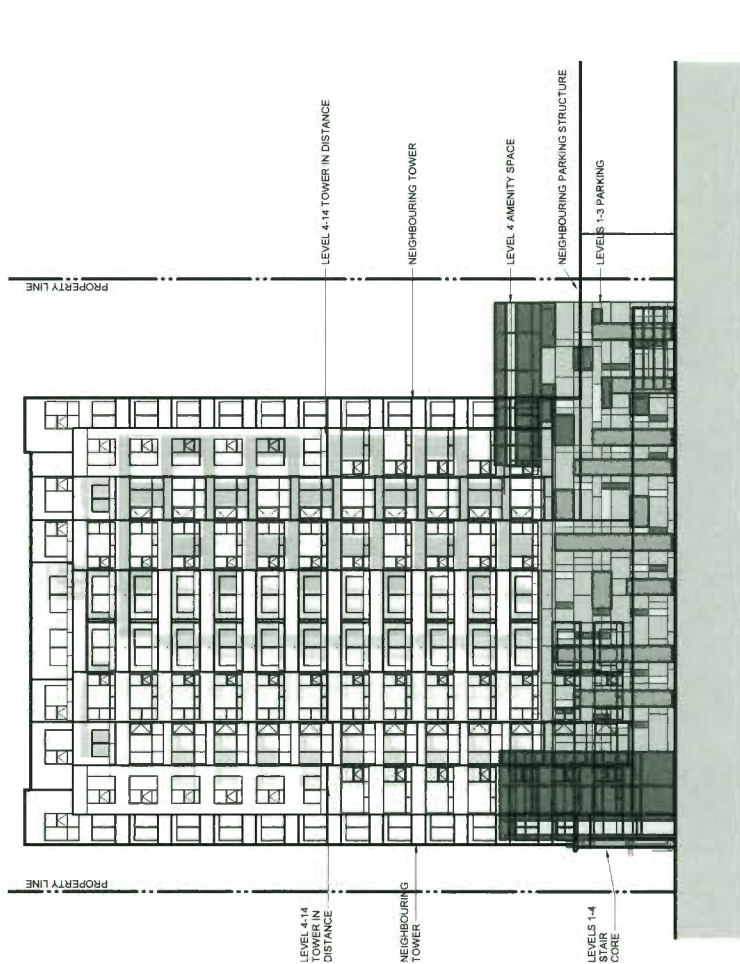 PROPERTY LINE
LEVEL 4-14 TOWER IN DISTANCE
NEIGHBOURING TOWER
LEVEL 4 AMENITY SPACE
NEIGHBOURING PARKING STRUCTURE
LEVELS 1-3 PARKING
PROPERTY LINE
LEVEL 4-14
TOWER IN
DISTANCE
NEIGHBOURING
TOWER
LEVELS 1-4
STAIR
CORE